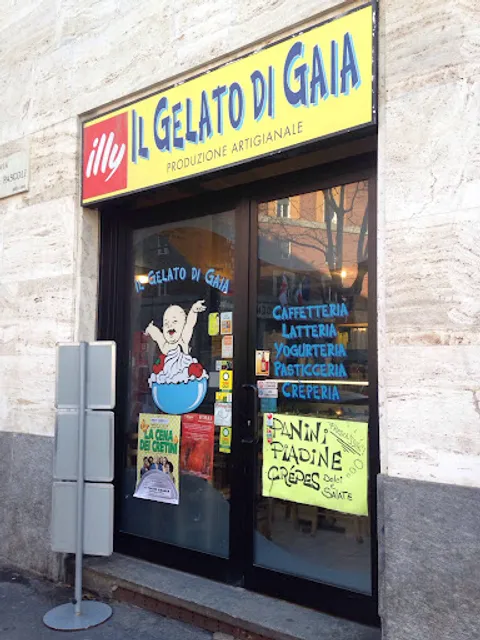 illy
IL GELATO DI GAIA
PRODUZIONE ARTIGIANALE
PASCOLI
IL GELATO DI GAIA
CAFFETTERIA
LATTERIA
YOGURTERIA
PASTICCERIA
CREPERIA
LA CENA
DEI CRETINI
PANINI
PIADINE
CRÊPES DOLCI
E
SALATE